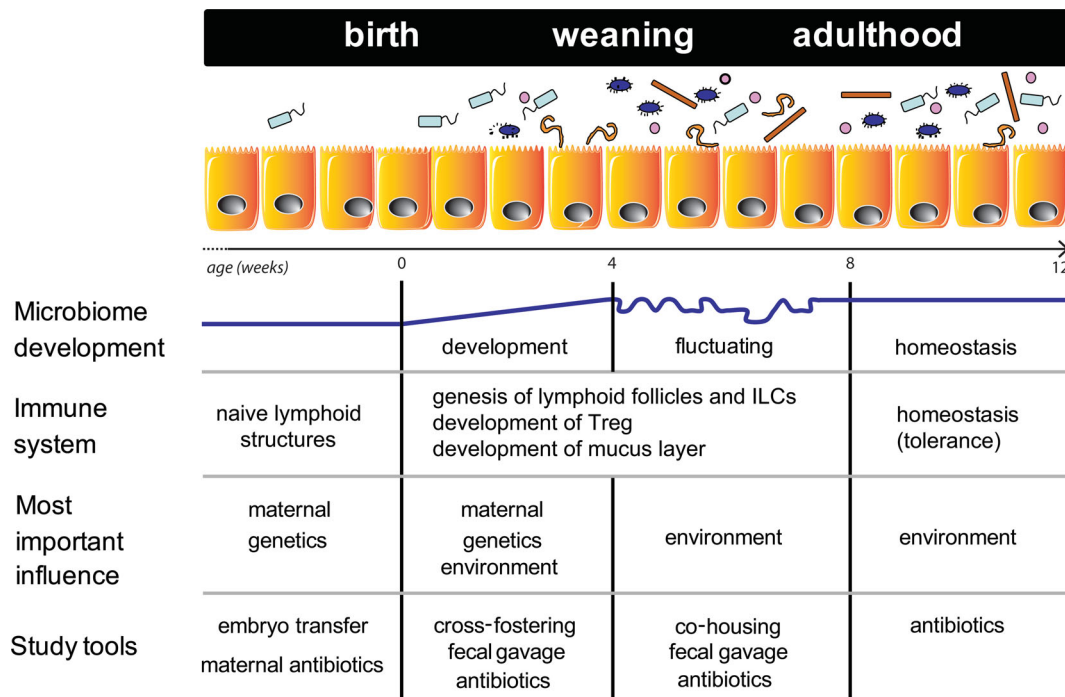 birth weaning adulthood
age (weeks) 0 4 8 12
Microbiome
development
development fluctuating homeostasis
Immune
system
naive lymphoid
structures
genesis of lymphoid follicles and ILCs
development of Treg
development of mucus layer
homeostasis
(tolerance)
Most
important
influence
maternal
genetics
maternal
genetics
environment
environment
environment
Study tools
embryo transfer
maternal antibiotics
cross-fostering
fecal gavage
antibiotics
co-housing
fecal gavage
antibiotics
antibiotics